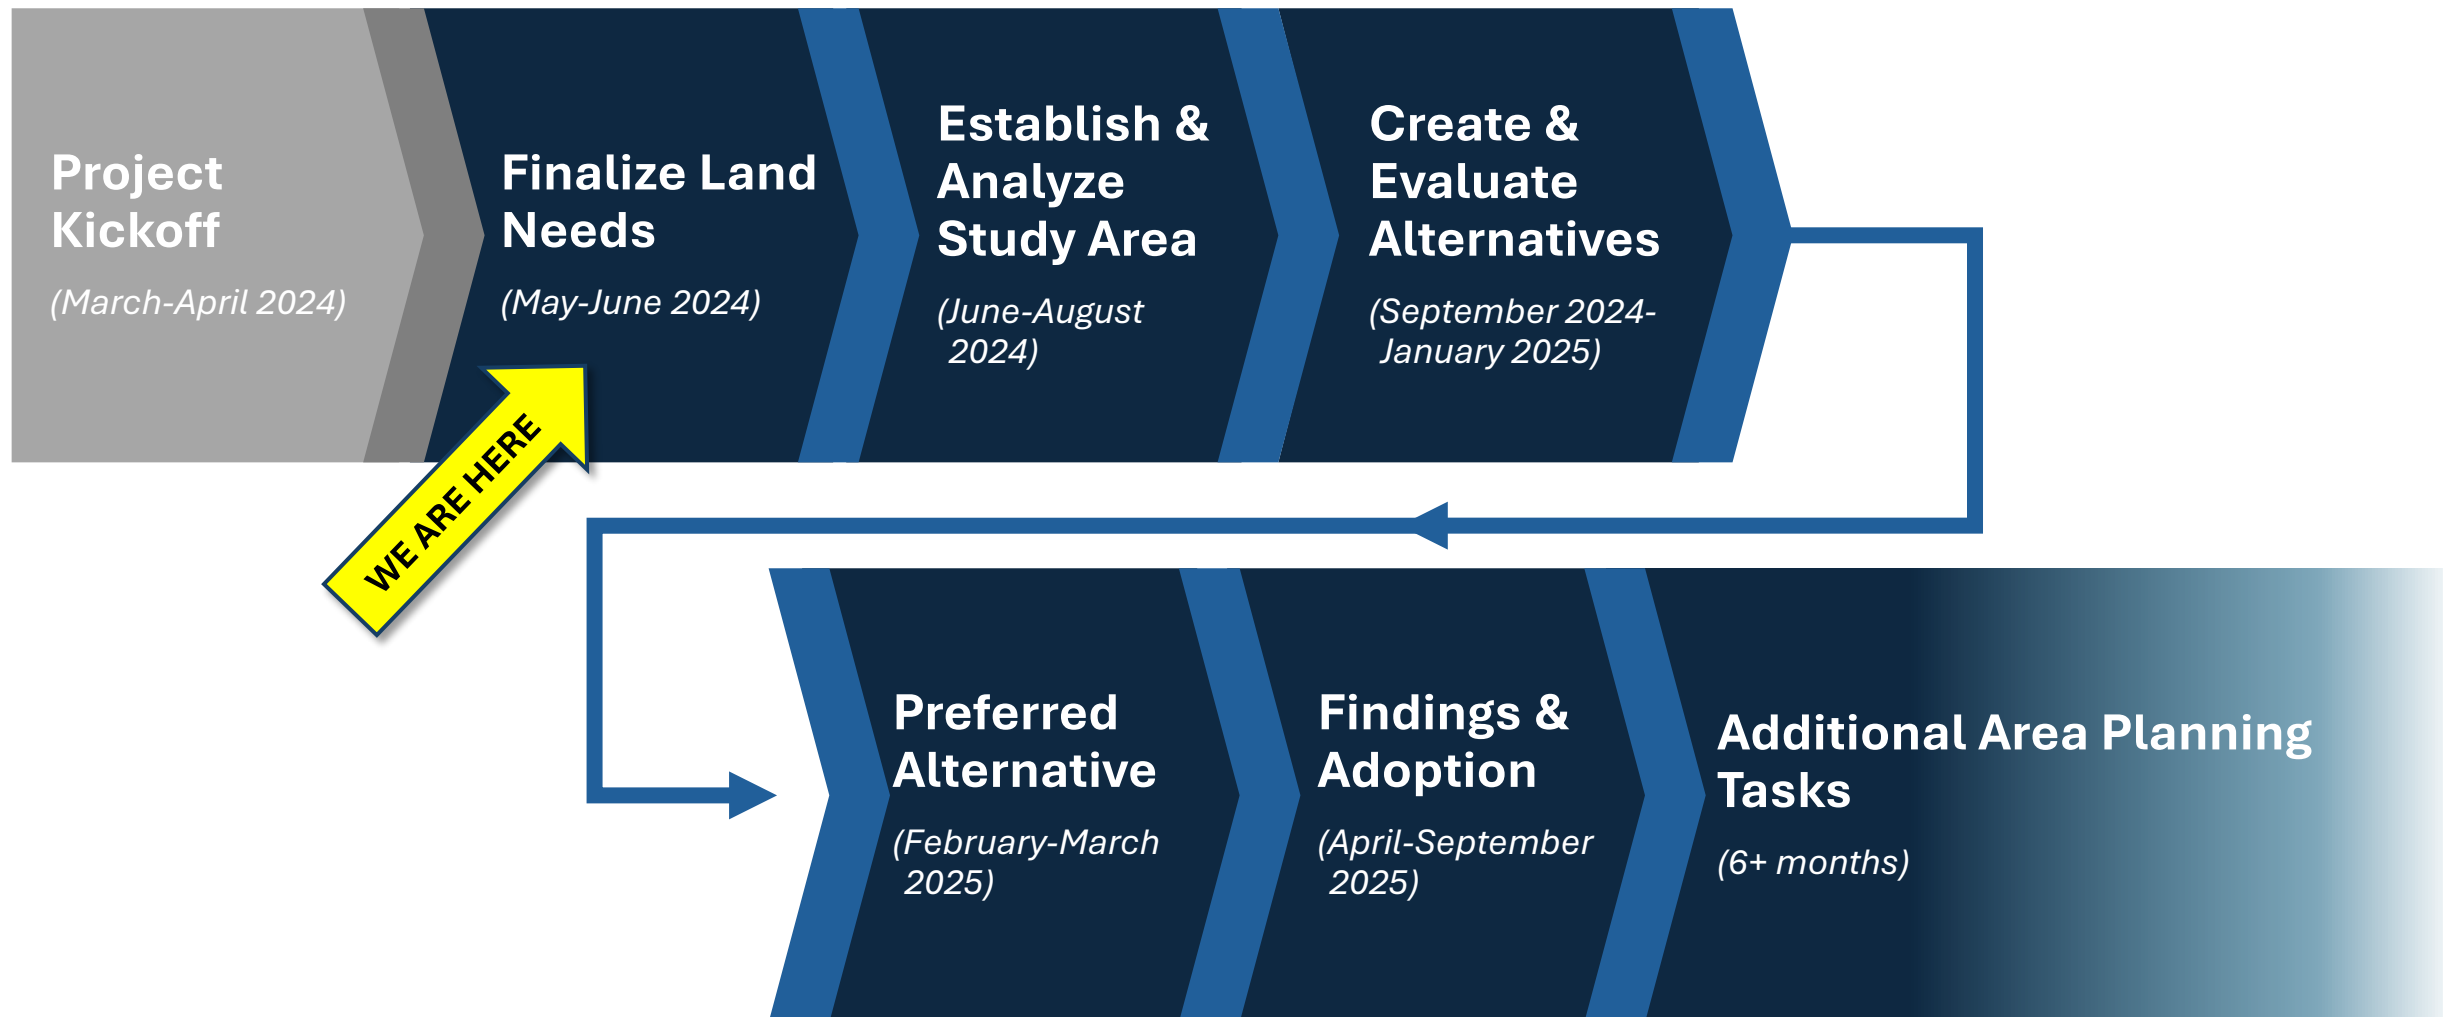 Project
Kickoff
(March-April 2024)
Finalize Land
Needs
(May-June 2024)
Establish &
Analyze
Study Area
(June-August
2024)
Create &
Evaluate
Alternatives
(September 2024-
January 2025)
WE ARE HERE
Preferred
Alternative
(February-March
2025)
Findings &
Adoption
(April-September
2025)
Additional Area Planning
Tasks
(6+ months)